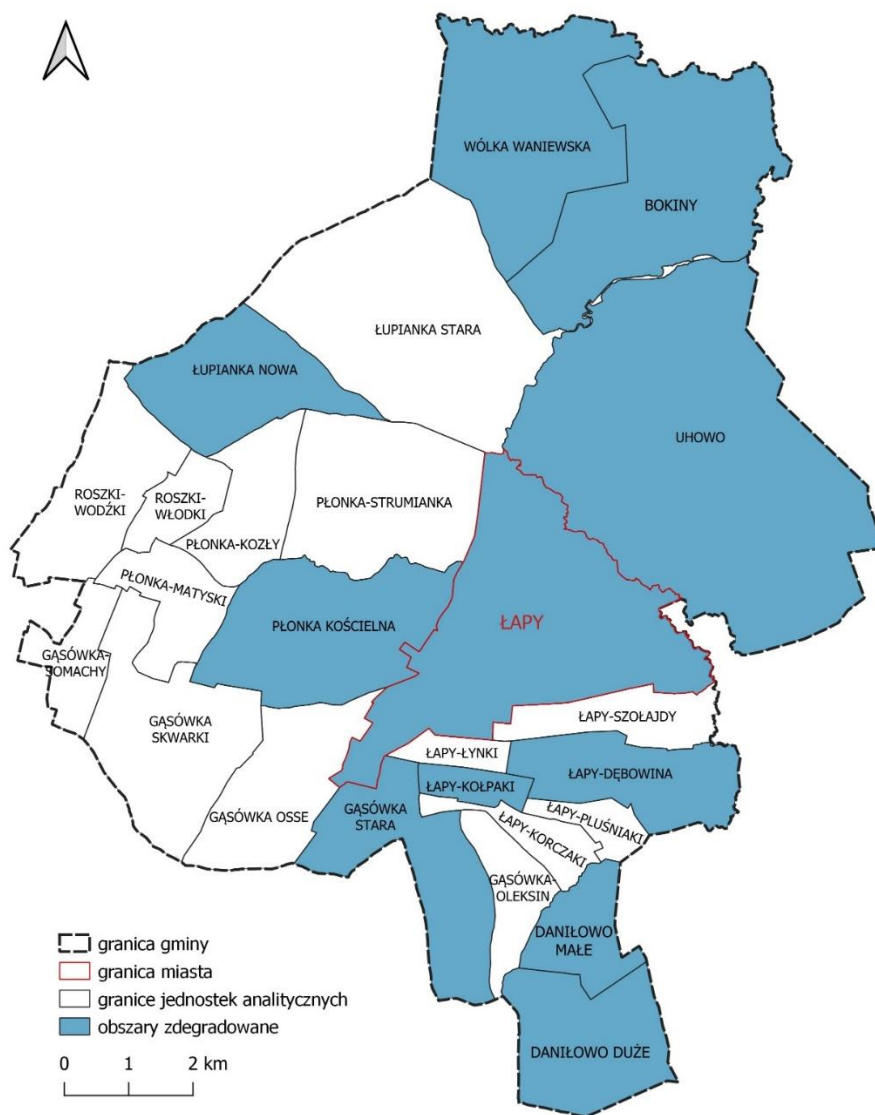 WÓLKA WANIEWSKA
BOKINY
ŁUPIANKA STARA
ŁUPIANKA NOWA
UHOWO
ROSZKI-
WODŹKI
ROSZKI-
WŁODKI
PŁONKA-STRUMIANKA
PŁONKA-KOZŁY
PŁONKA-MATYSKI
PŁONKA KOŚCIELNA
ŁAPY
GĄSÓWKA-
SOMACHY
GĄSÓWKA
SKWARKI
ŁAPY-SZOŁAJDY
ŁAPY-ŁYNKI
ŁAPY-DĘBOWINA
ŁAPY-KOŁPAKI
GĄSÓWKA OSSE
GĄSÓWKA
STARA
ŁAPY-PLUŚNIAKI
ŁAPY-KORCZAKI
GĄSÓWKA-
OLEKSIN
DANIŁOWO
MAŁE
DANIŁOWO DUŻE
granica gminy
granica miasta
granice jednostek analitycznych
obszary zdegradowane
0 1 2 km